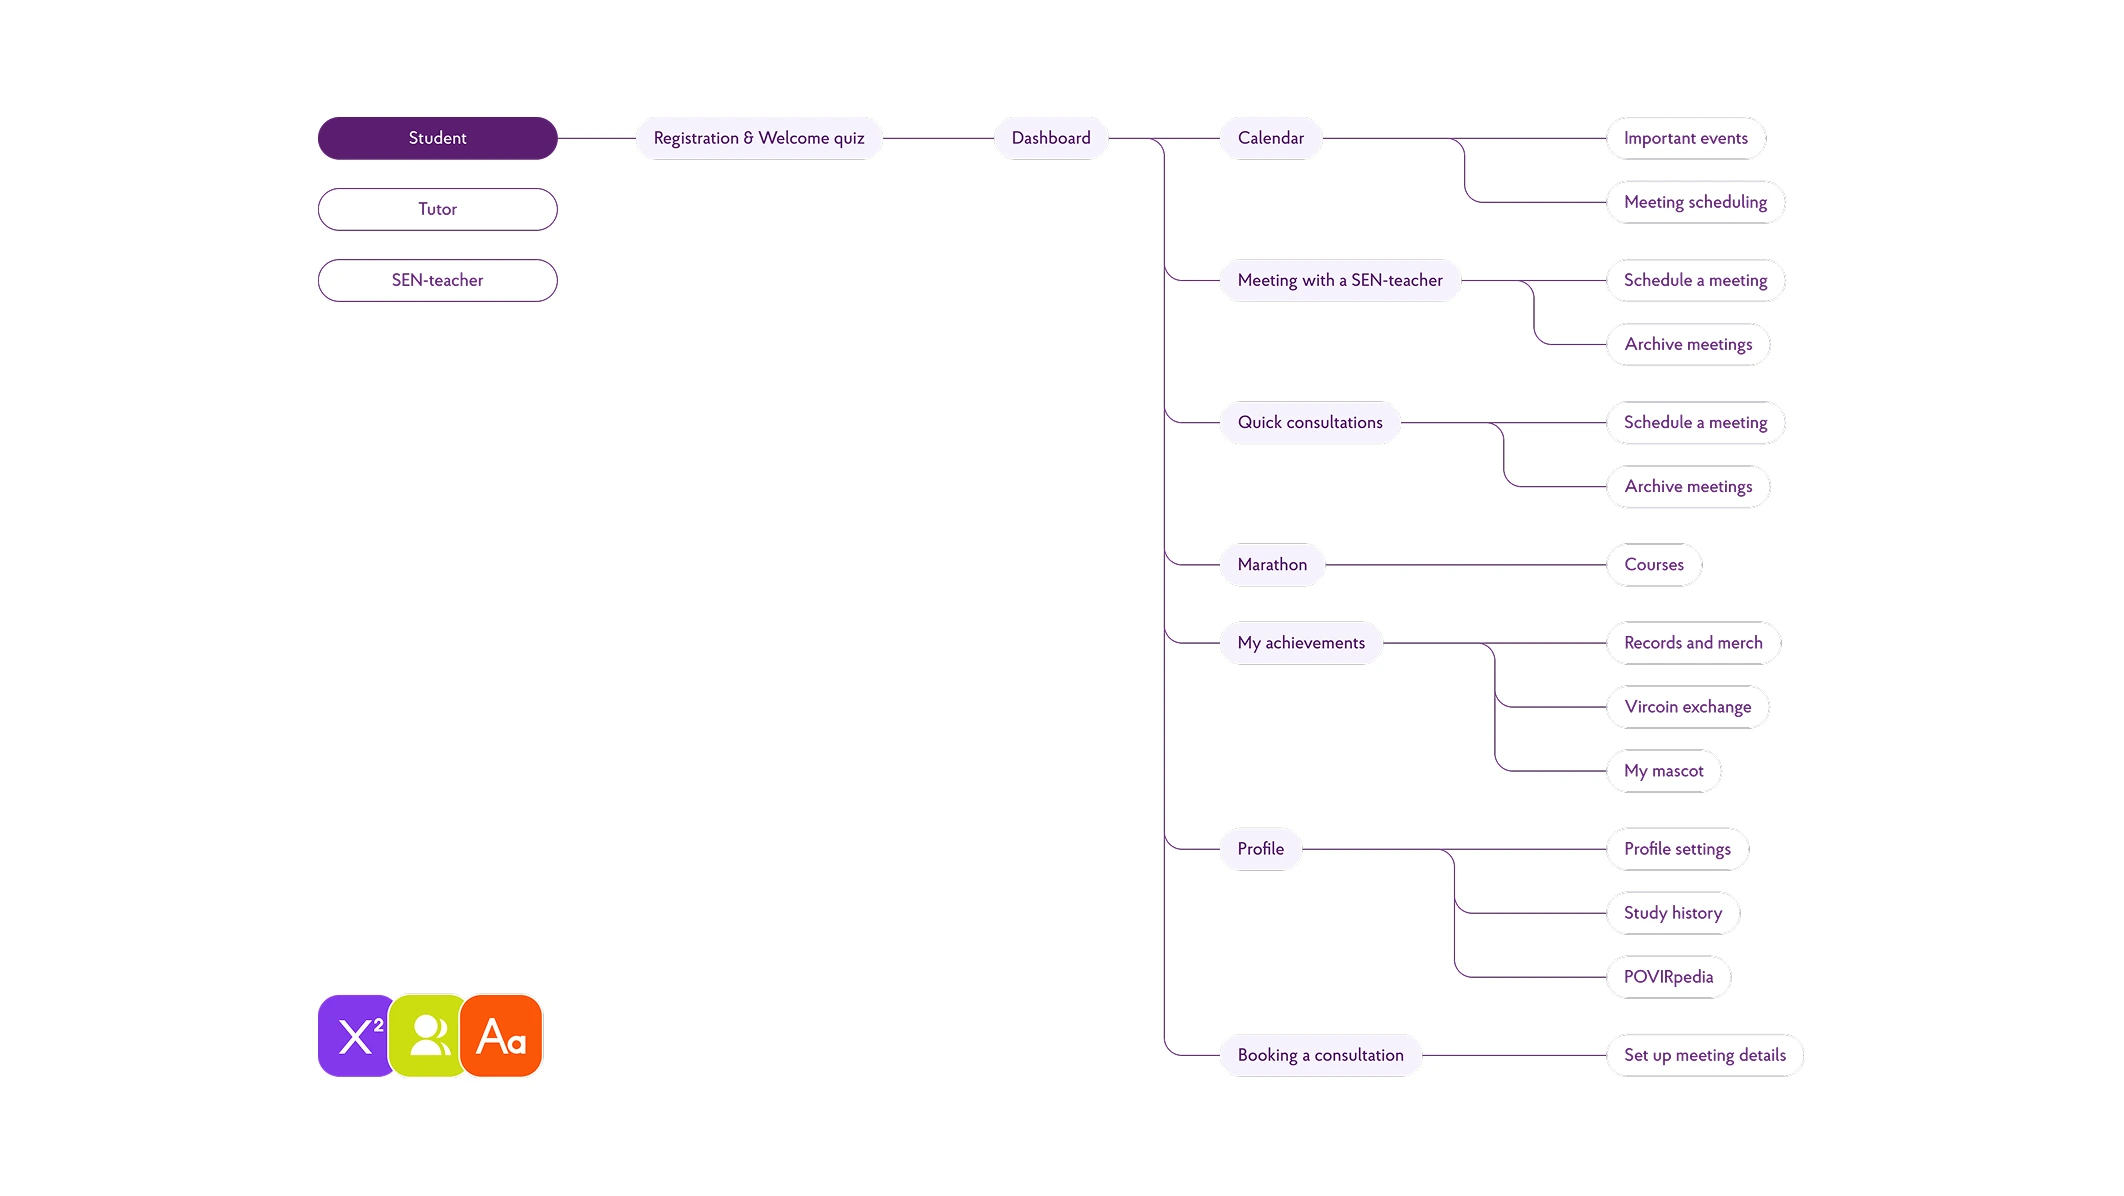 Student
Tutor
SEN-teacher
Registration & Welcome quiz
Dashboard
Calendar
Important events
Meeting scheduling
Meeting with a SEN-teacher
Schedule a meeting
Archive meetings
Quick consultations
Schedule a meeting
Archive meetings
Marathon
Courses
My achievements
Records and merch
Vircoin exchange
My mascot
Profile
Profile settings
Study history
POVIRpedia
Booking a consultation
Set up meeting details
X²
Aa